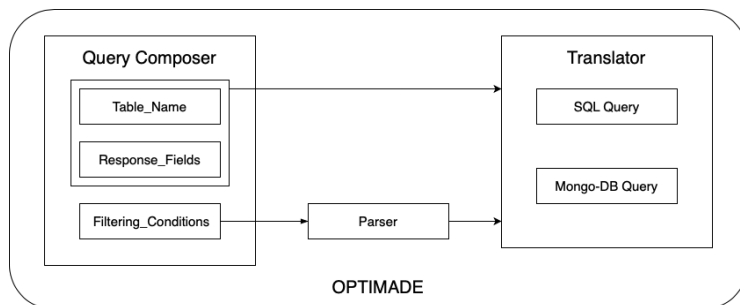 Query Composer
Table_Name
Response_Fields
Filtering_Conditions
Parser
Translator
SQL Query
Mongo-DB Query
OPTIMADE